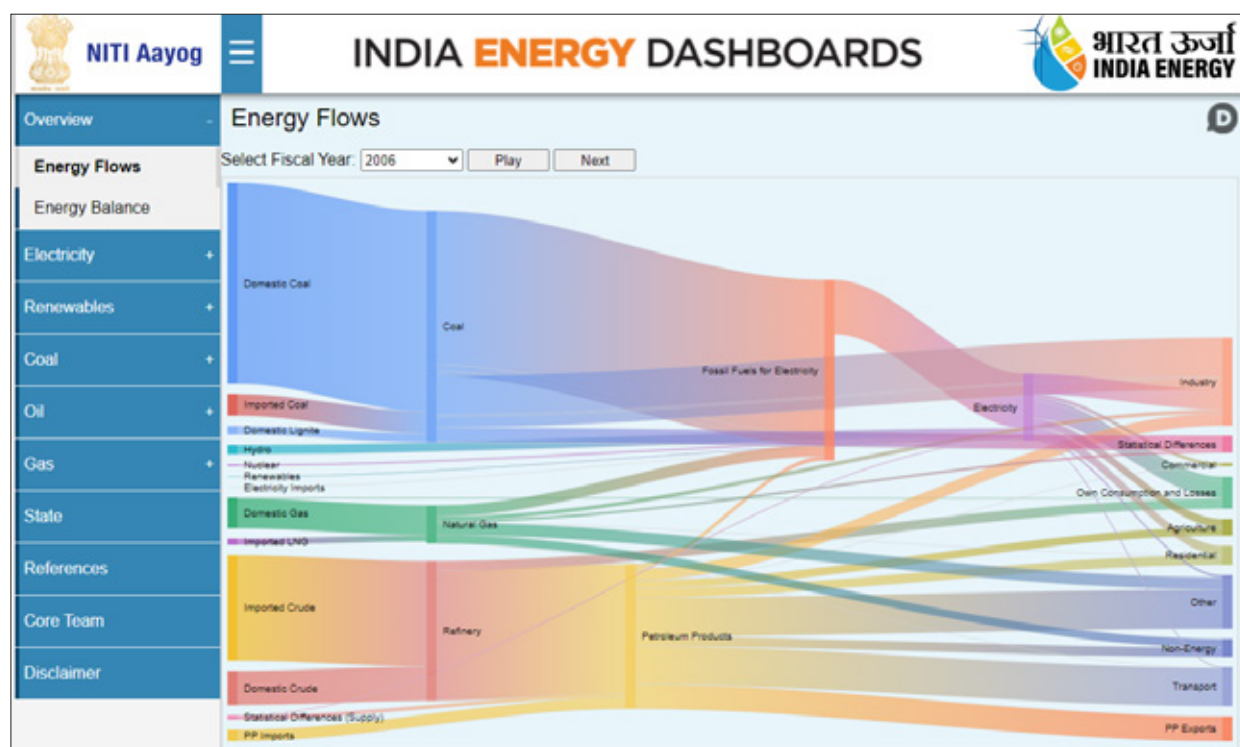 NITI Aayog
INDIA ENERGY DASHBOARDS
भारत ऊर्जा
INDIA ENERGY
Overview -
Energy Flows
Energy Balance
Electricity +
Renewables +
Coal +
Oil +
Gas +
State
References
Core Team
Disclaimer
Energy Flows
D
Select Fiscal Year: 2006 Play Next
Domestic Coal
Imported Coal
Domestic Lignite
Hydro
Nuclear
Renewables
Electricity Imports
Domestic Gas
Imported LNG
Imported Crude
Domestic Crude
Statistical Differences (Supply)
PP Imports
Coal
Natural Gas
Refinery
Petroleum Products
Fossil Fuels for Electricity
Electricity
Industry
Statistical Differences
Commercial
Own Consumption and Losses
Agriculture
Residential
Other
Non-Energy
Transport
PP Exports